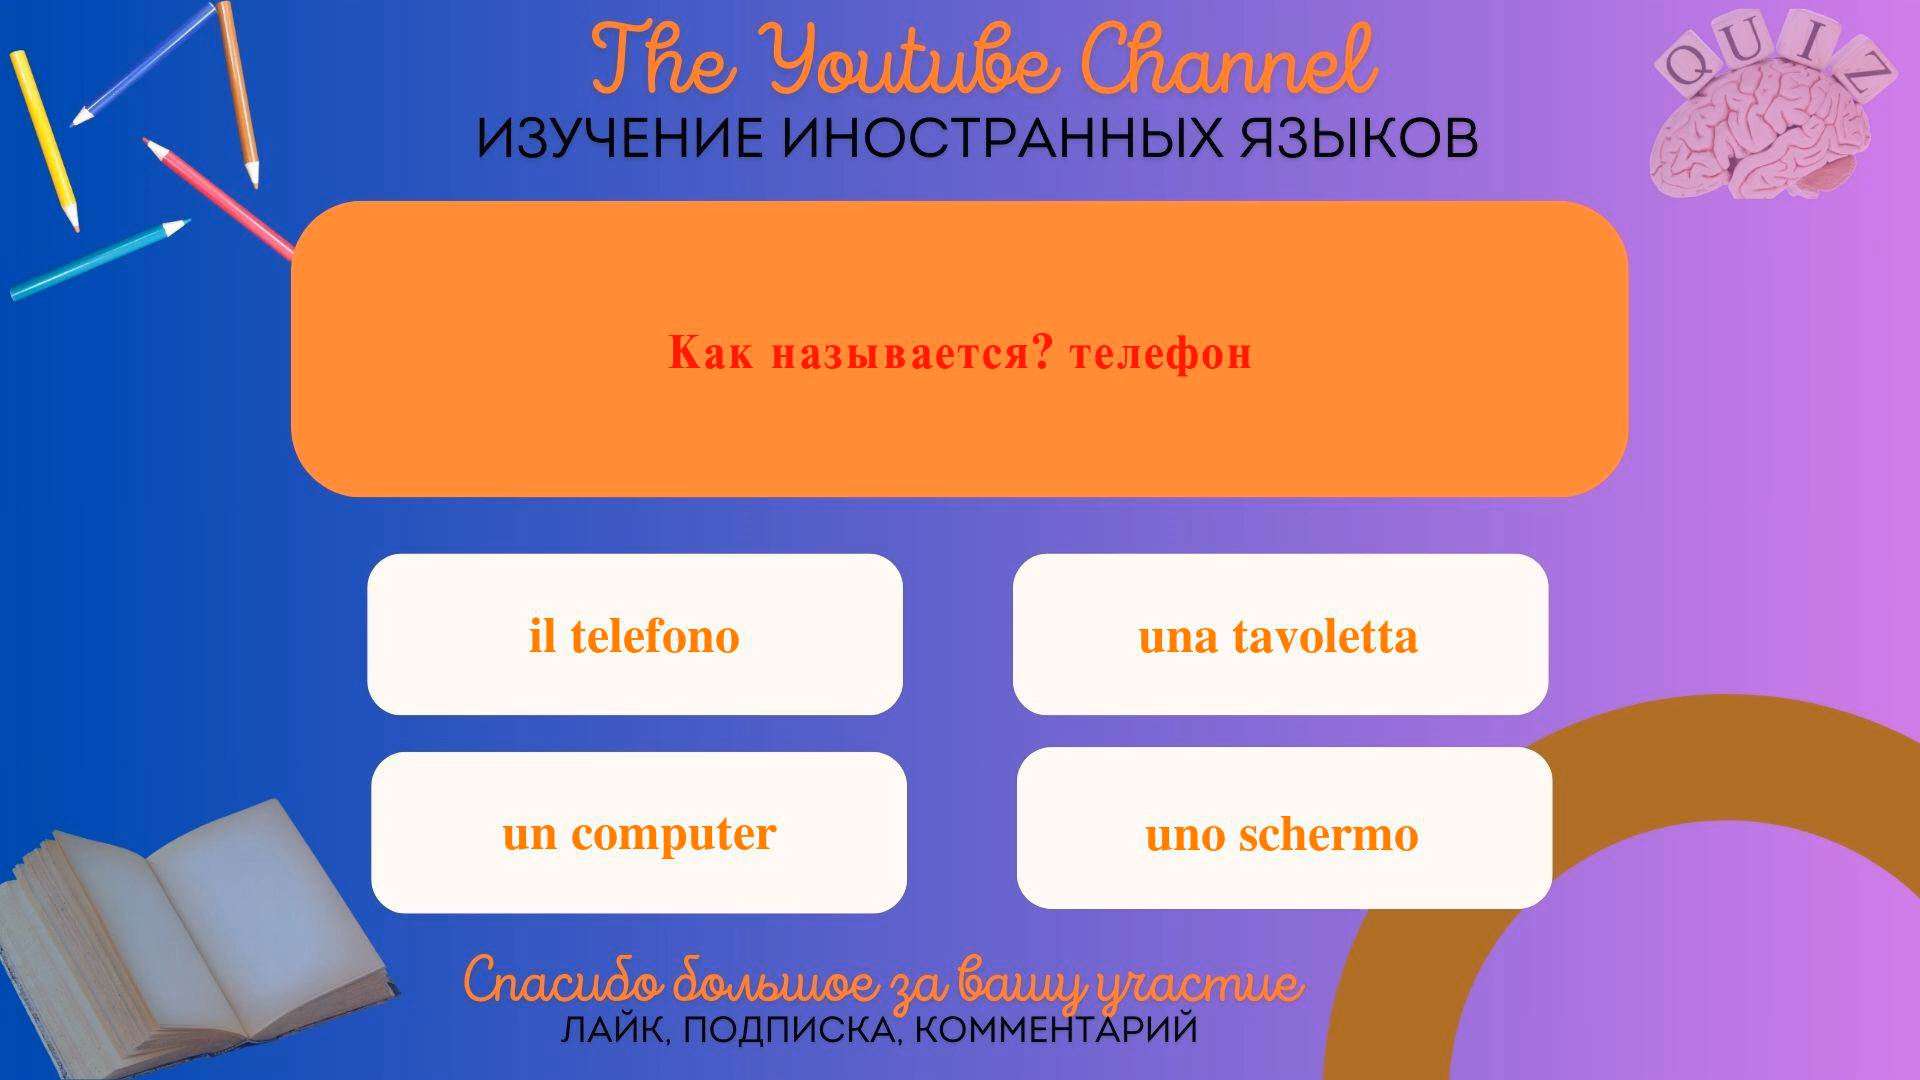 The Youtube Channel
ИЗУЧЕНИЕ ИНОСТРАННЫХ ЯЗЫКОВ
QUIZ
Как называется? телефон
il telefono
una tavoletta
un computer
uno schermo
Спасибо большое за вашу участие
ЛАЙК, ПОДПИСКА, КОММЕНТАРИЙ